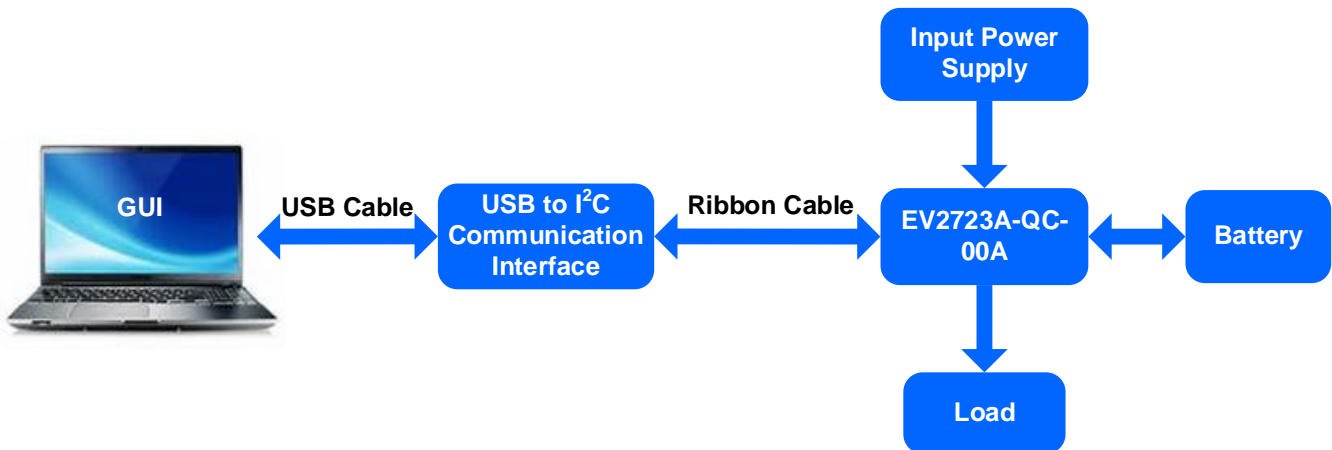 Input Power
Supply
GUI
USB Cable
USB to I²C
Communication
Interface
Ribbon Cable
EV2723A-QC-
00A
Battery
Load